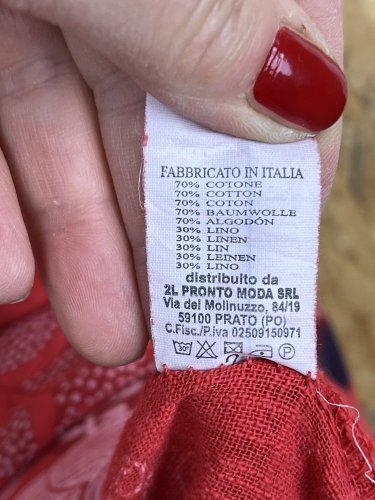 FABBRICATO IN ITALIA
70% COTONE
70% COTTON
70% COTON
70% BAUMWOLLE
70% ALGODÓN
30% LINO
30% LINEN
30% LIN
30% LEINEN
30% LINO
distribuito da
2L PRONTO MODA SRL
Via del Molinuzzo, 84/19
59100 PRATO (PO)
C.Fisc./P.iva 02509150971